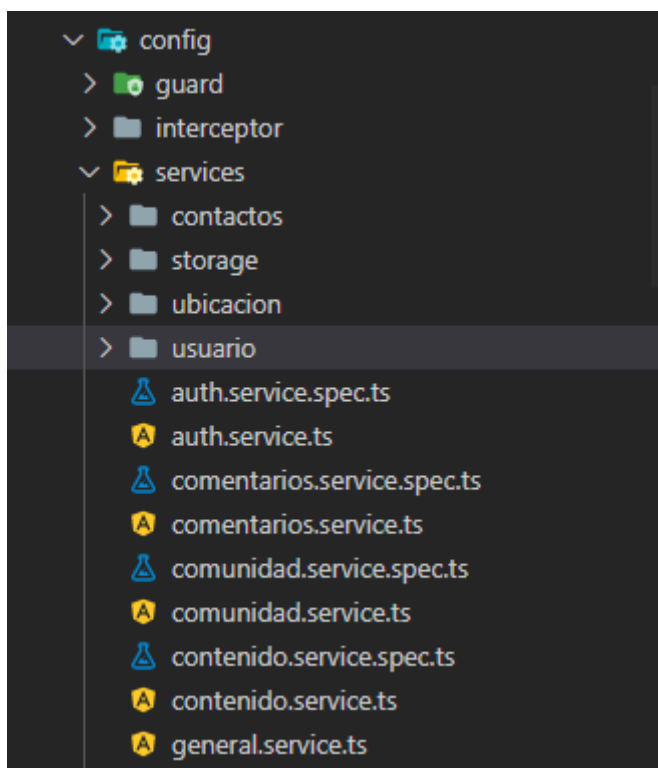 config
guard
interceptor
services
contactos
storage
ubicacion
usuario
auth.service.spec.ts
auth.service.ts
comentarios.service.spec.ts
comentarios.service.ts
comunidad.service.spec.ts
comunidad.service.ts
contenido.service.spec.ts
contenido.service.ts
general.service.ts